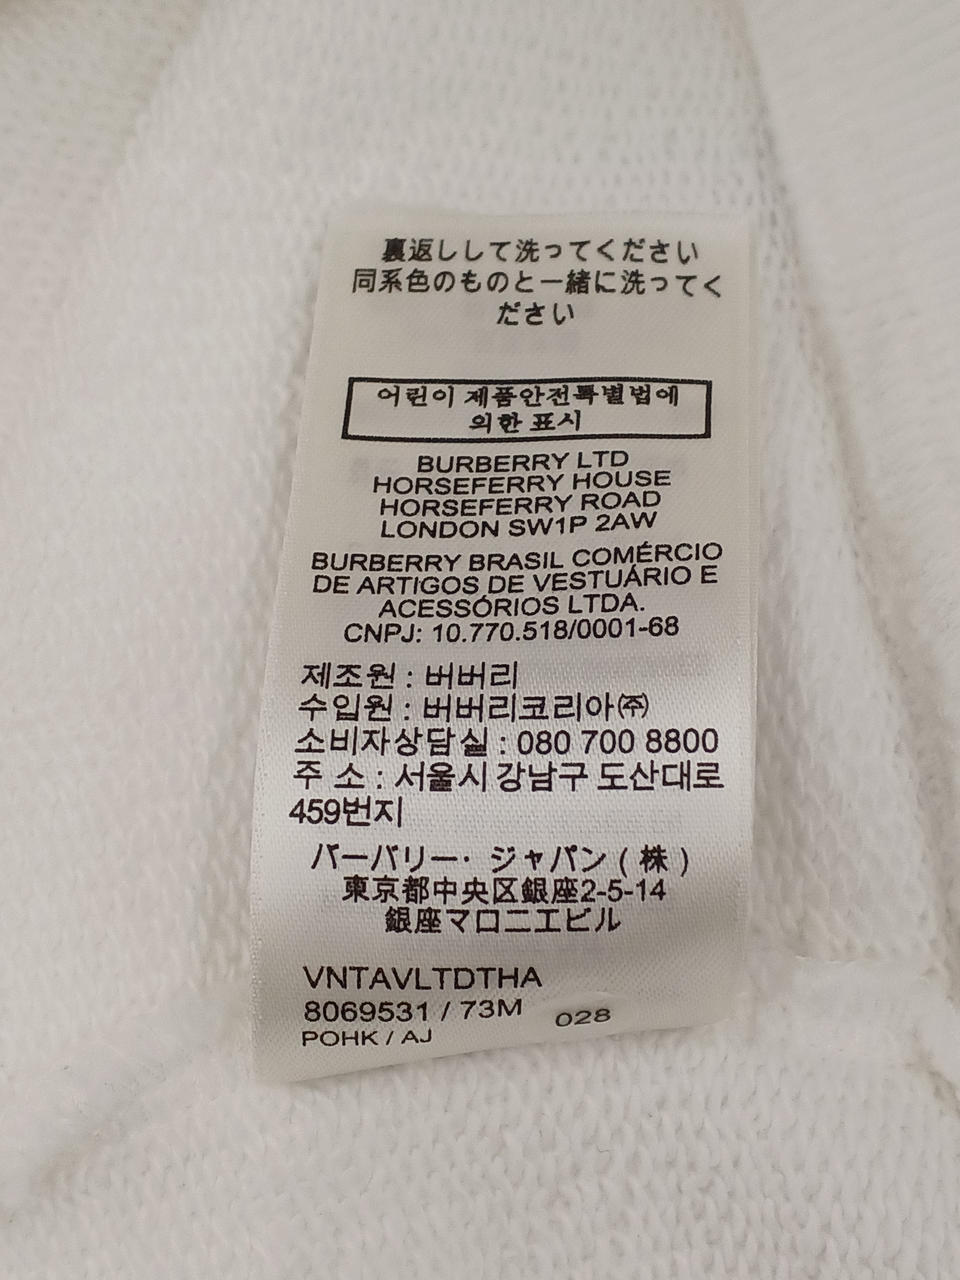 裏返しして洗ってください
同系色のものと一緒に洗ってく
ださい
어린이 제품안전특별법에
의한 표시
BURBERRY LTD
HORSEFERRY HOUSE
HORSEFERRY ROAD
LONDON SW1P 2AW
BURBERRY BRASIL COMÉRCIO
DE ARTIGOS DE VESTUÁRIO E
ACESSÓRIOS LTDA.
CNPJ: 10.770.518/0001-68
제조원 : 버버리
수입원 : 버버리코리아㈜
소비자상담실 : 080 700 8800
주 소 : 서울시 강남구 도산대로
459번지
バーバリー・ジャパン ( 株 )
東京都中央区銀座2-5-14
銀座マロニエビル
VNTAVLTDTHA
8069531 / 73M 028
POHK / AJ